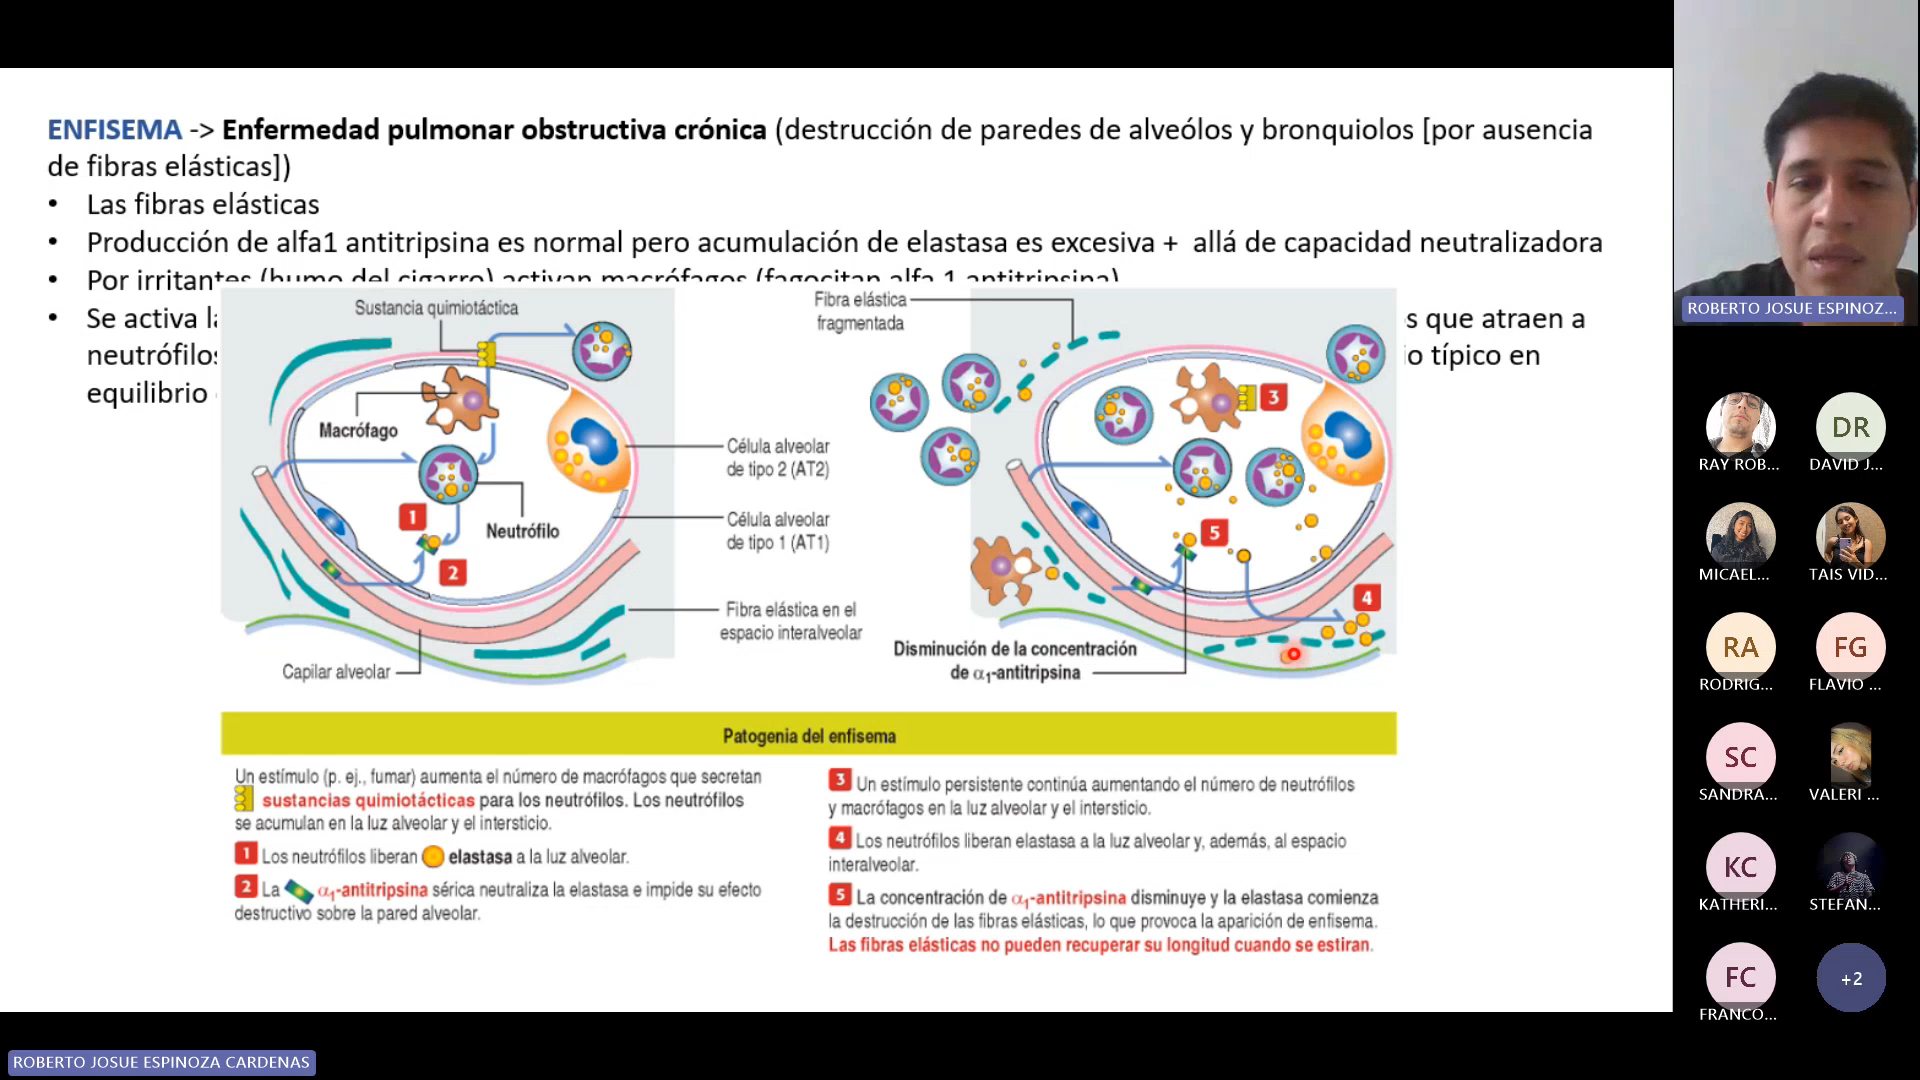 ENFISEMA -> Enfermedad pulmonar obstructiva crónica (destrucción de paredes de alveólos y bronquiolos [por ausencia
de fibras elásticas])
• Las fibras elásticas
• Producción de alfa1 antitripsina es normal pero acumulación de elastasa es excesiva + allá de capacidad neutralizadora
• Por irritantes (humo del cigarro) activan macrófagos (fagocitan alfa 1 antitripsina)
• Se activa
que atraen a
típico en
equilibrio
Sustancia quimiotáctica
Macrófago
Neutrófilo
1
2
Capilar alveolar
Célula alveolar
de tipo 2 (AT2)
Célula alveolar
de tipo 1 (AT1)
Fibra elástica en el
espacio interalveolar
Fibra elástica
fragmentada
3
5
4
Disminución de la concentración
de α1-antitripsina
Patogenia del enfisema
Un estímulo (p. ej., fumar) aumenta el número de macrófagos que secretan
sustancias quimiotácticas para los neutrófilos. Los neutrófilos
se acumulan en la luz alveolar y el intersticio.
1 Los neutrófilos liberan elastasa a la luz alveolar.
2 La α1-antitripsina sérica neutraliza la elastasa e impide su efecto
destructivo sobre la pared alveolar.
3 Un estímulo persistente continúa aumentando el número de neutrófilos
y macrófagos en la luz alveolar y el intersticio.
4 Los neutrófilos liberan elastasa a la luz alveolar y, además, al espacio
interalveolar.
5 La concentración de α1-antitripsina disminuye y la elastasa comienza
la destrucción de las fibras elásticas, lo que provoca la aparición de enfisema.
Las fibras elásticas no pueden recuperar su longitud cuando se estiran.
ROBERTO JOSUE ESPINOZ...
RAY ROB...
DR
DAVID J...
MICAEL...
TAIS VID...
RA
RODRIG...
FG
FLAVIO ...
SC
SANDRA...
VALERI ...
KC
KATHERI...
STEFAN...
FC
FRANCO...
+2
ROBERTO JOSUE ESPINOZA CARDENAS